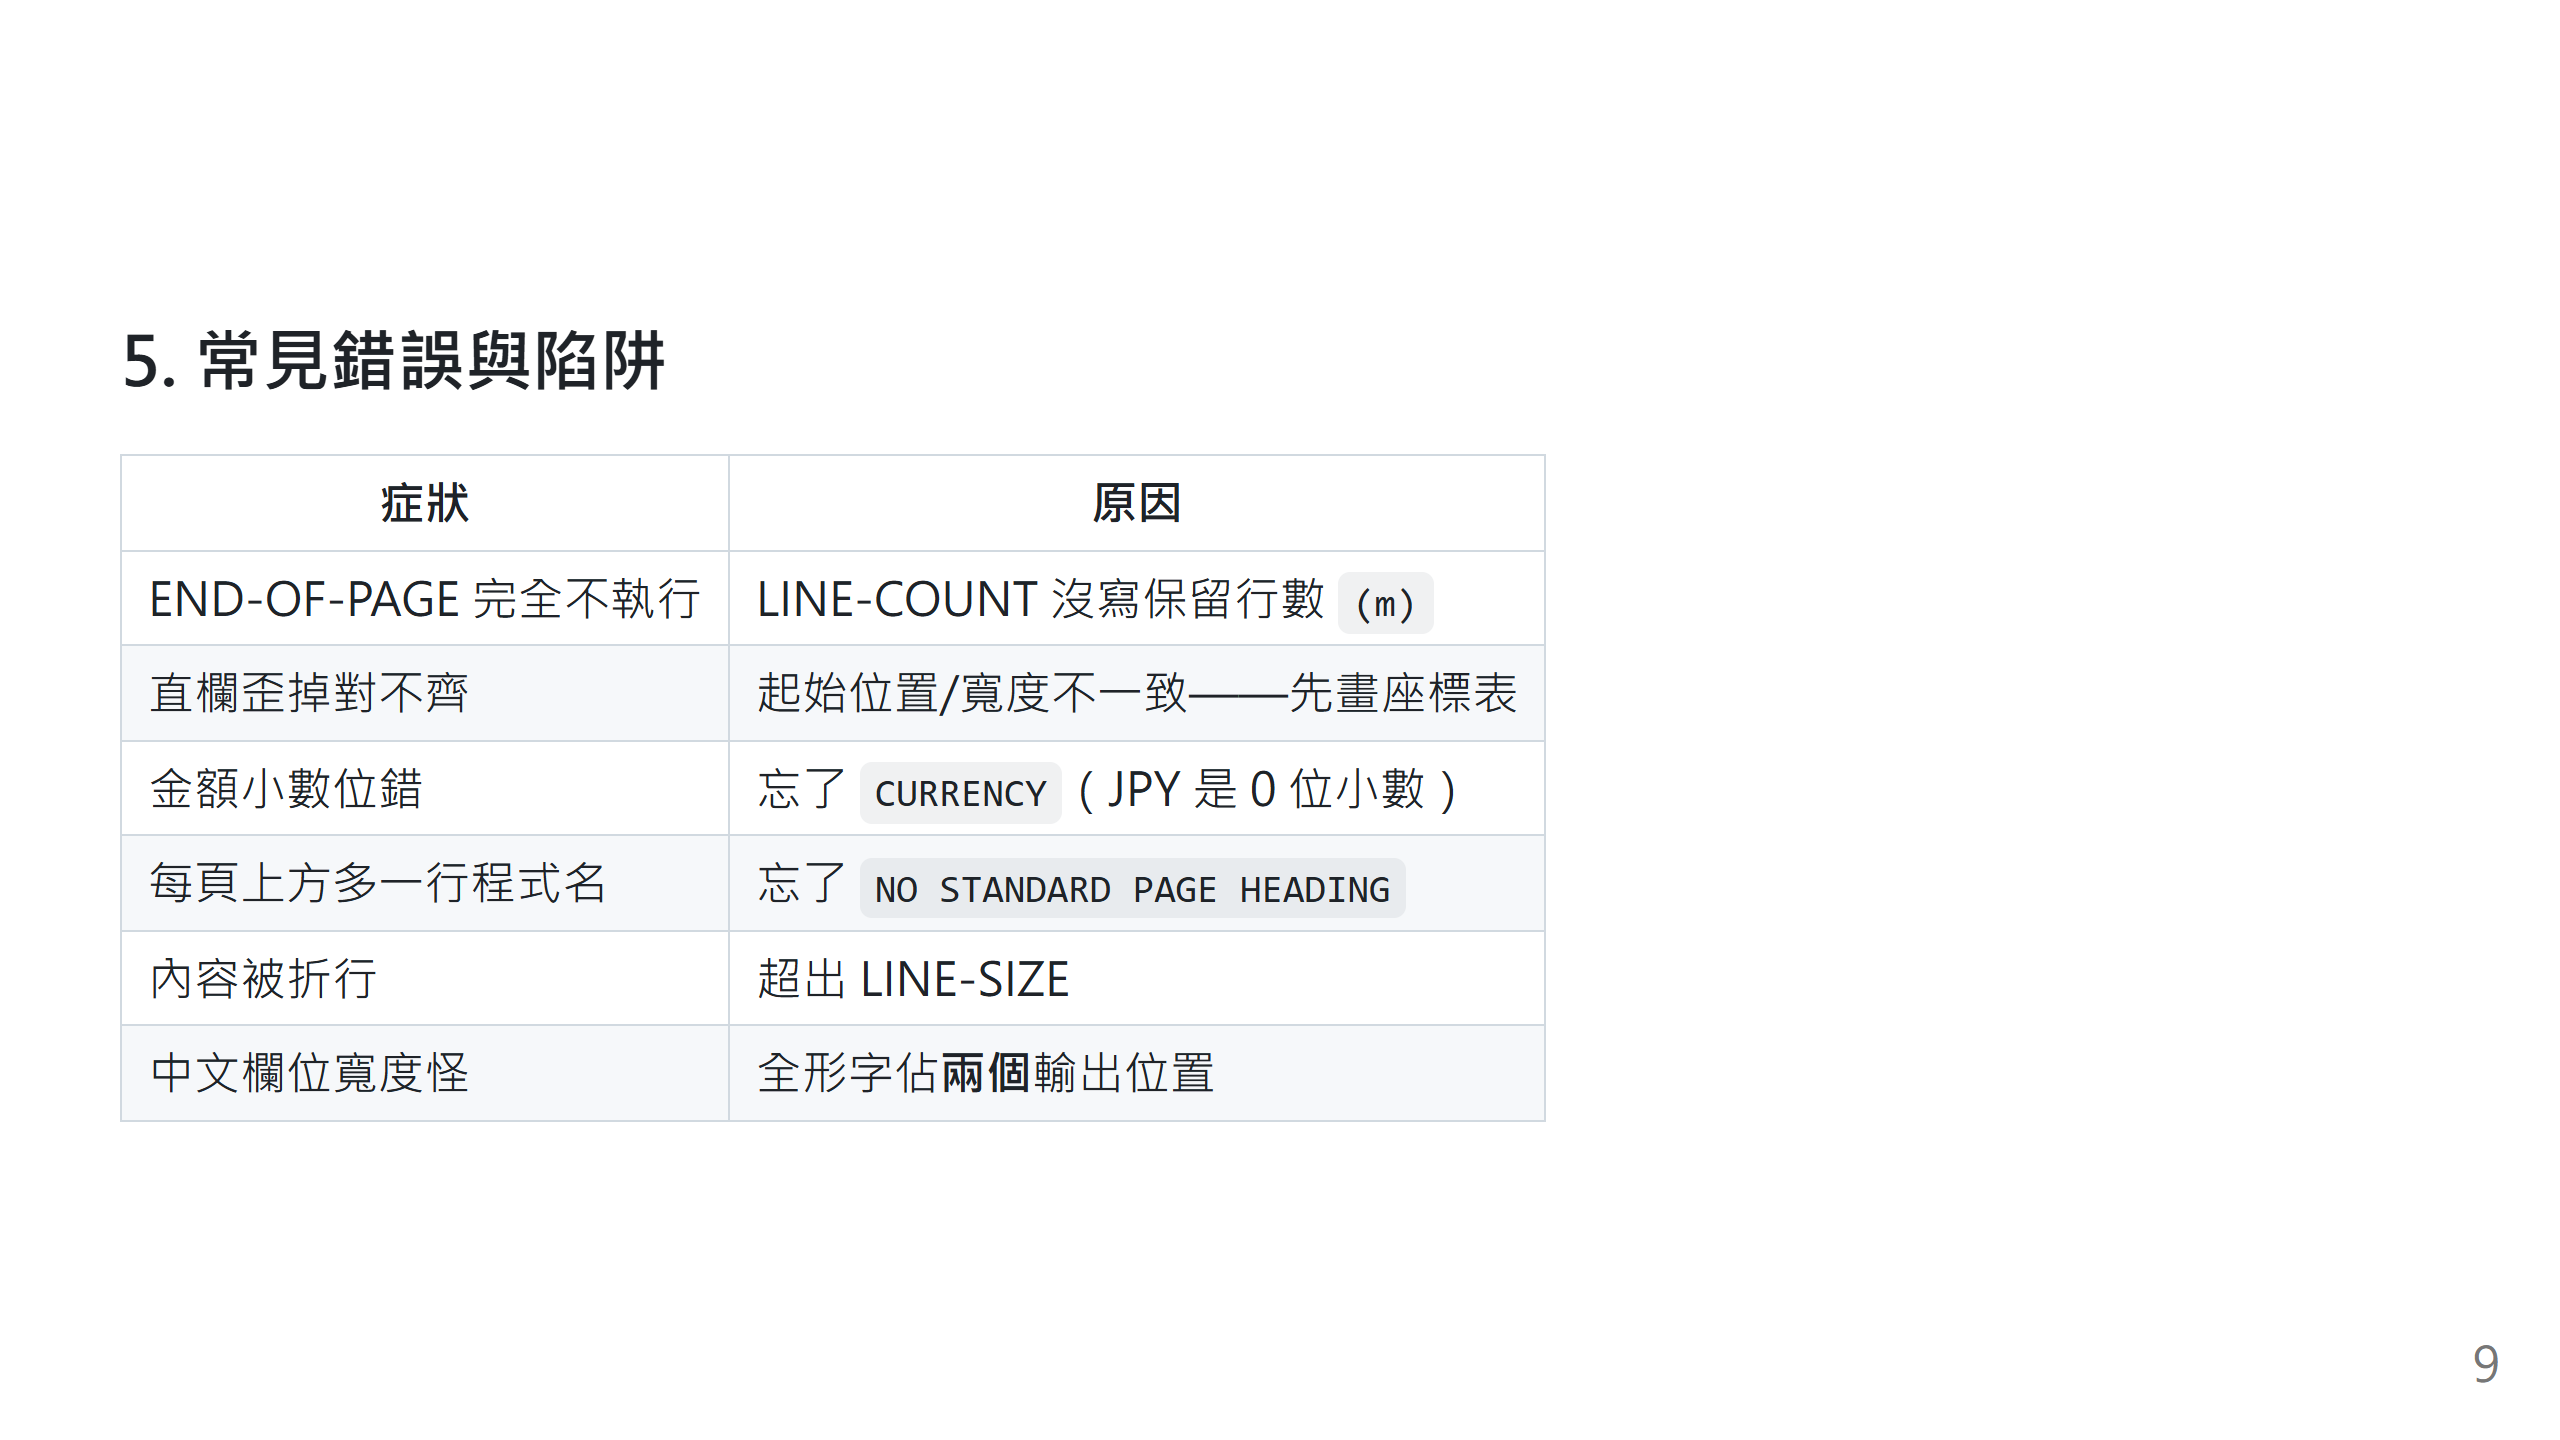 5. 常見錯誤與陷阱
症狀 原因
END-OF-PAGE 完全不執行 LINE-COUNT 沒寫保留行數 (m)
直欄歪掉對不齊 起始位置/寬度不一致——先畫座標表
金額小數位錯 忘了 CURRENCY（JPY 是 0 位小數）
每頁上方多一行程式名 忘了 NO STANDARD PAGE HEADING
內容被折行 超出 LINE-SIZE
中文欄位寬度怪 全形字佔兩個輸出位置
9